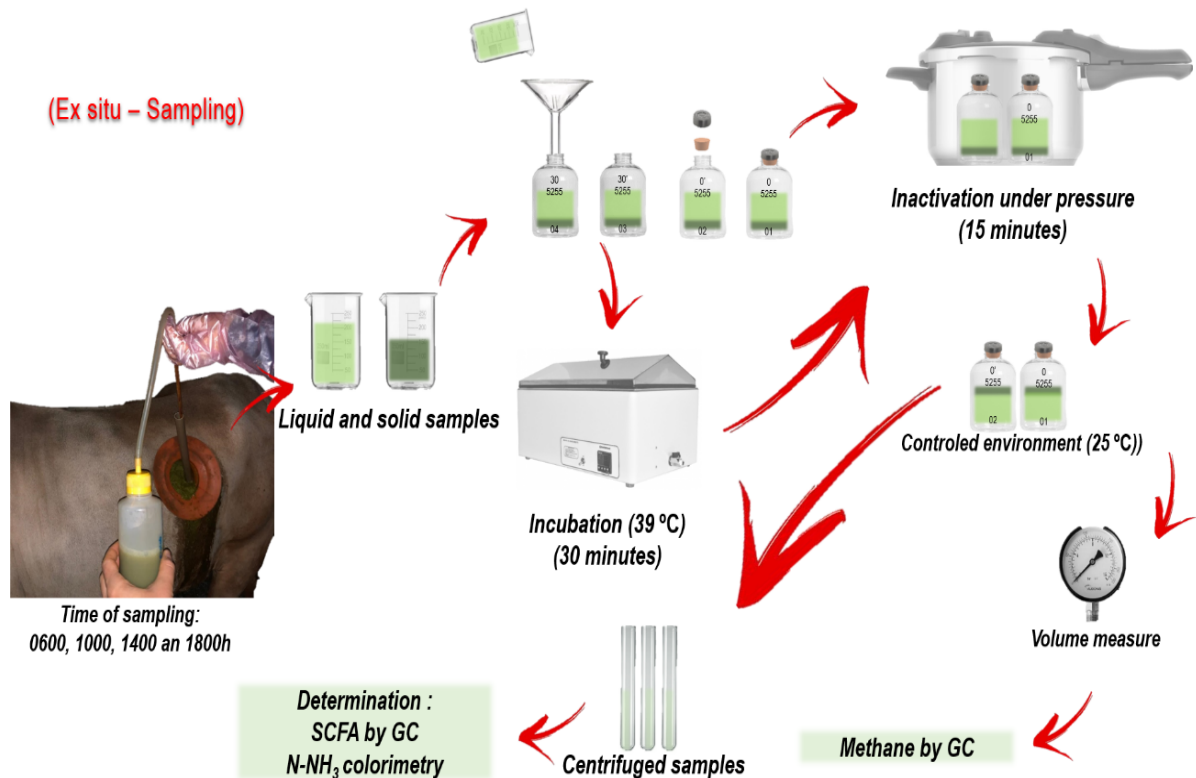 (Ex situ – Sampling)
30
5255
04
30'
5255
03
0'
5255
02
0
5255
01
0
5255
01
Inactivation under pressure
(15 minutes)
Liquid and solid samples
Incubation (39 ºC)
(30 minutes)
0'
5255
02
0
5255
01
Controled environment (25 ºC))
Time of sampling:
0600, 1000, 1400 an 1800h
Volume measure
Determination :
SCFA by GC
N-NH₃ colorimetry
Centrifuged samples
Methane by GC